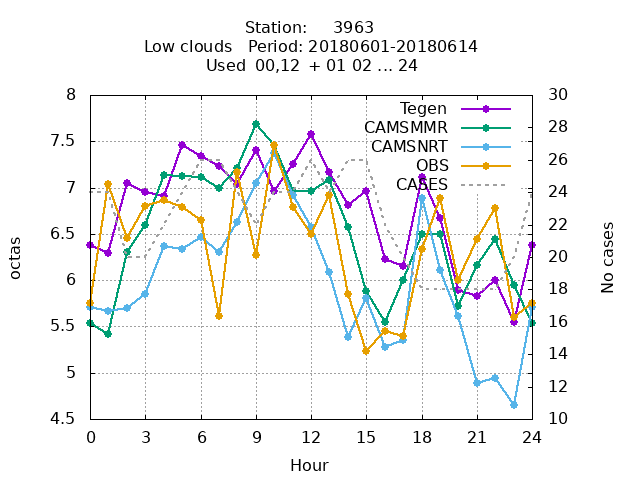 Station:     3963
Low clouds   Period: 20180601-20180614
Used  00,12  + 01 02 ... 24
8
7.5
7
6.5
6
5.5
5
4.5
octas
30
28
26
24
22
20
18
16
14
12
10
No cases
Tegen
CAMSMMR
CAMSNRT
OBS
CASES
0 3 6 9 12 15 18 21 24
Hour